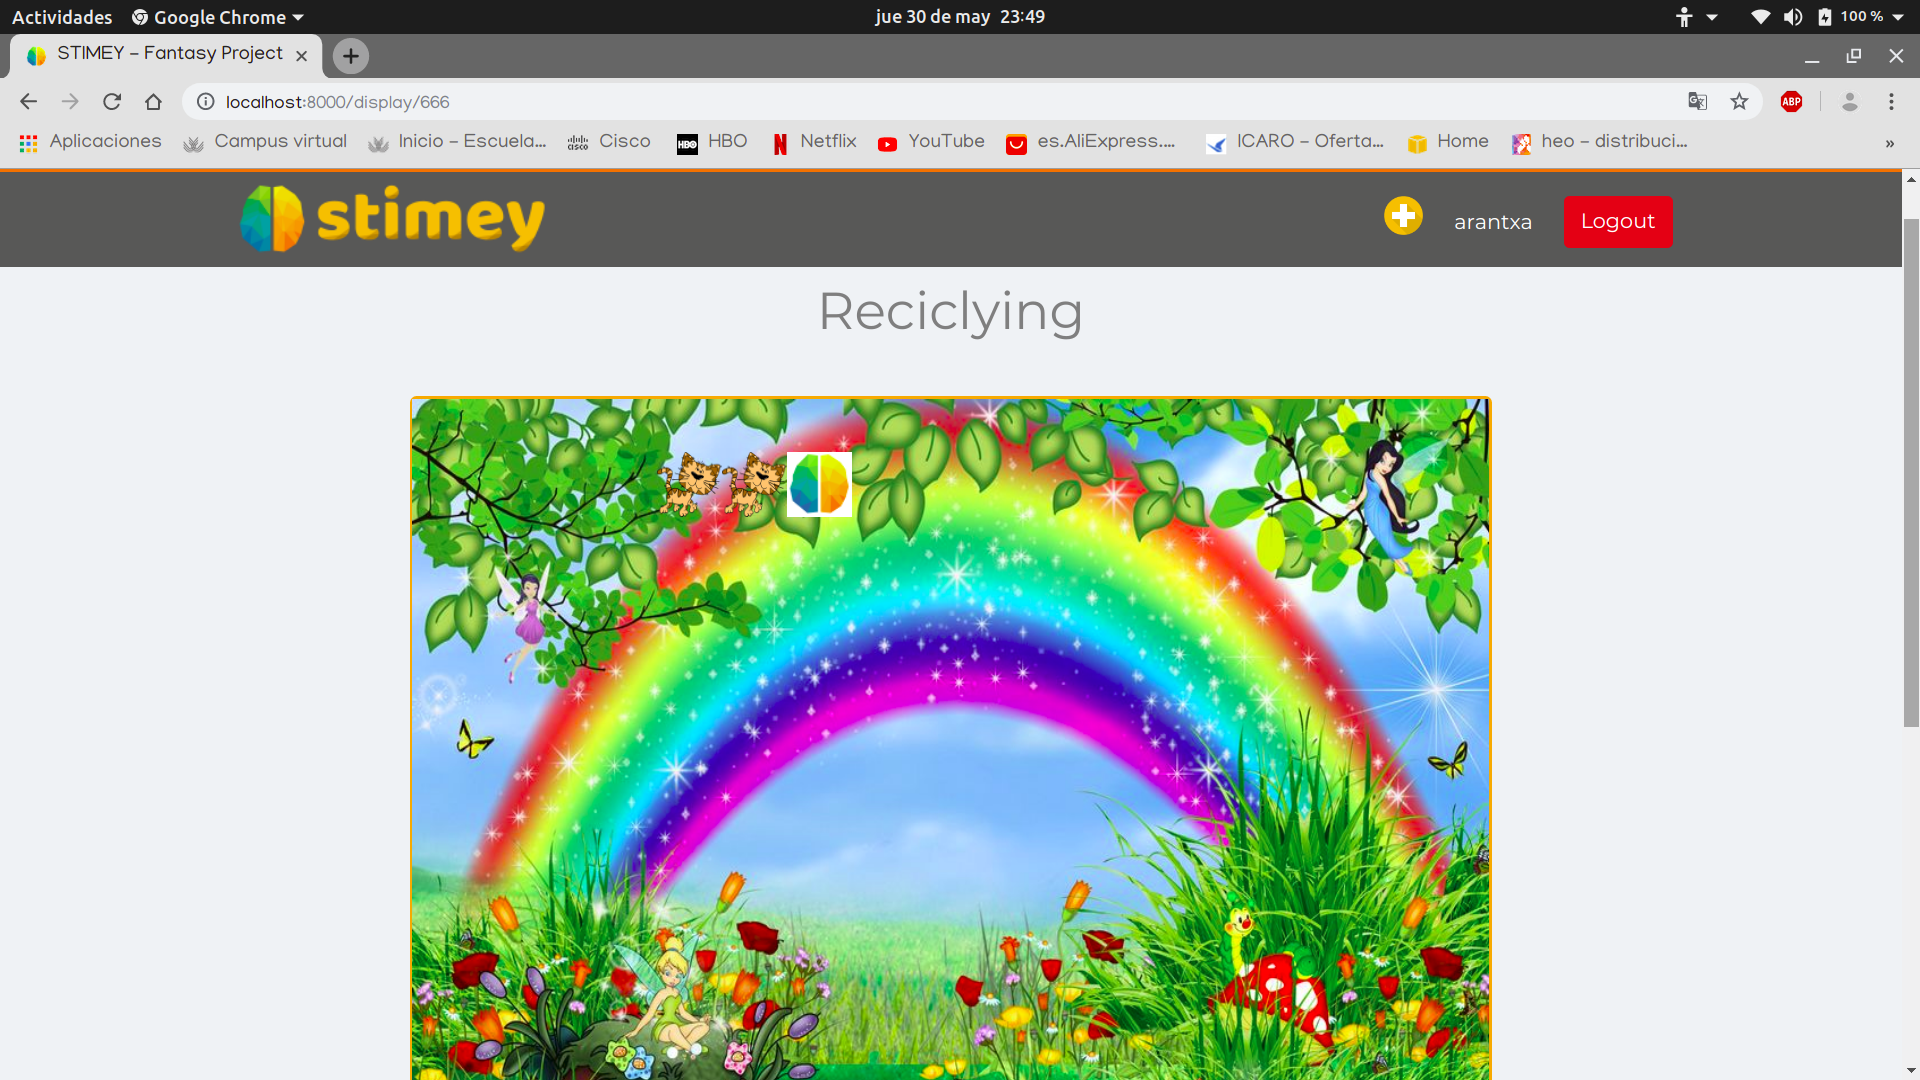 Actividades Google Chrome jue 30 de may 23:49 100 %
STIMEY – Fantasy Project
localhost:8000/display/666 ABP
Aplicaciones Campus virtual Inicio – Escuela... Cisco HBO Netflix YouTube es.AliExpress.... ICARO – Oferta... Home heo – distribuci... »
stimey arantxa Logout
Reciclying